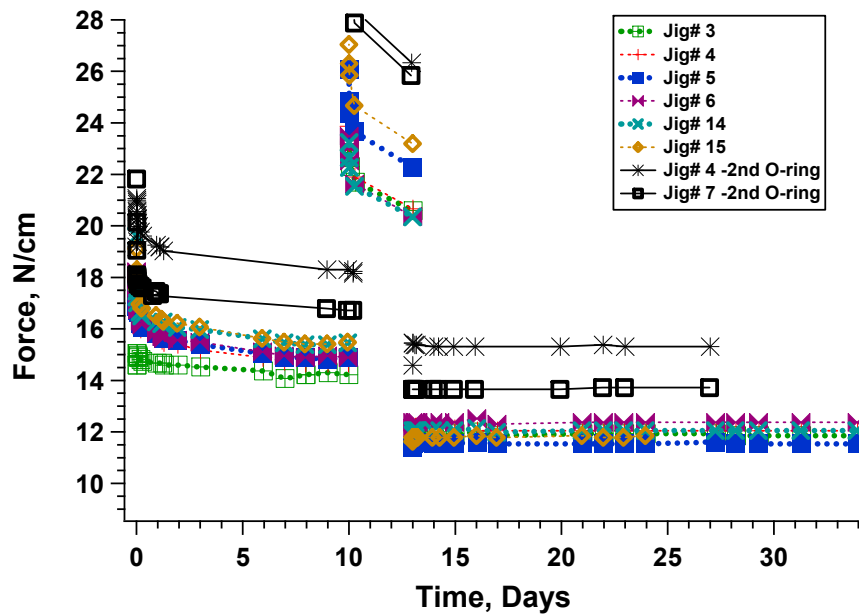 28
26
24
22
20
18
16
14
12
10
Force, N/cm
0
5
10
15
20
25
30
Time, Days
Jig# 3
Jig# 4
Jig# 5
Jig# 6
Jig# 14
Jig# 15
Jig# 4 -2nd O-ring
Jig# 7 -2nd O-ring